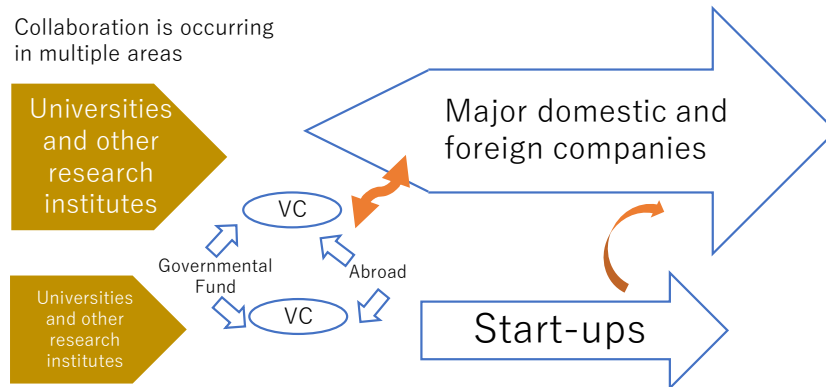 Collaboration is occurring
in multiple areas
Universities
and other
research
institutes
Major domestic and
foreign companies
VC
Governmental
Fund
Abroad
VC
Universities
and other
research
institutes
Start-ups